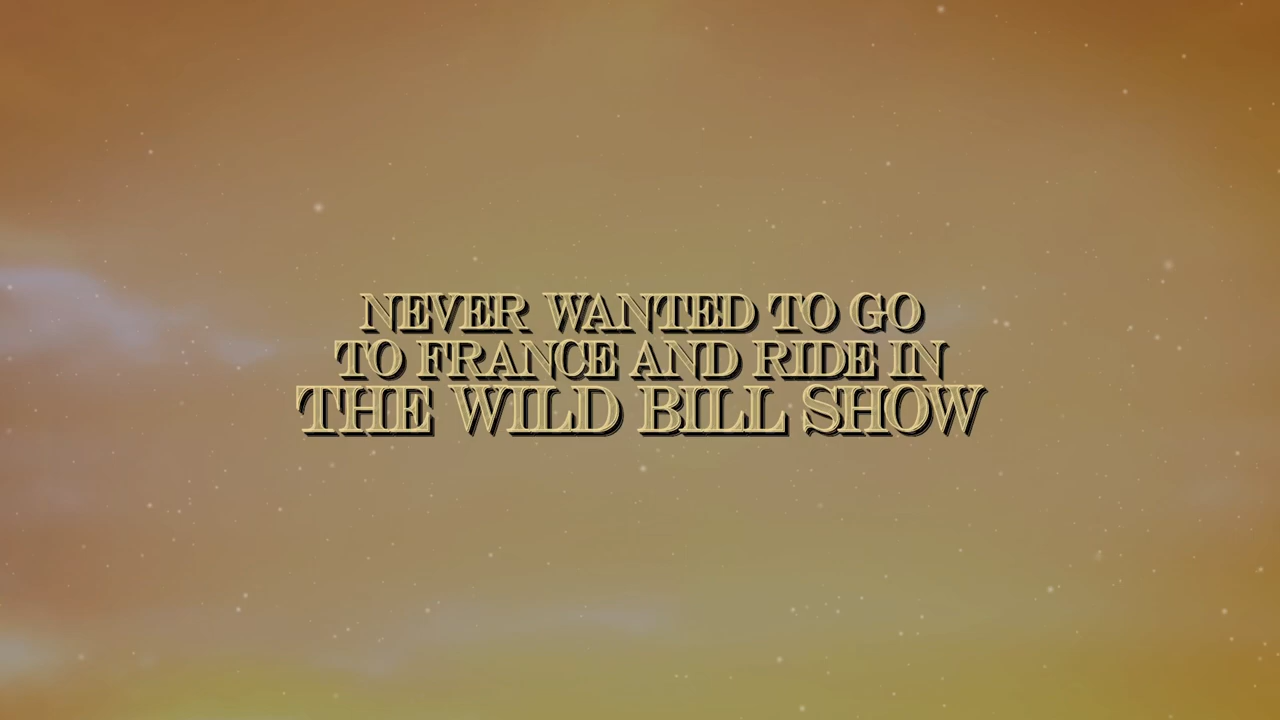 NEVER WANTED TO GO
TO FRANCE AND RIDE IN
THE WILD BILL SHOW